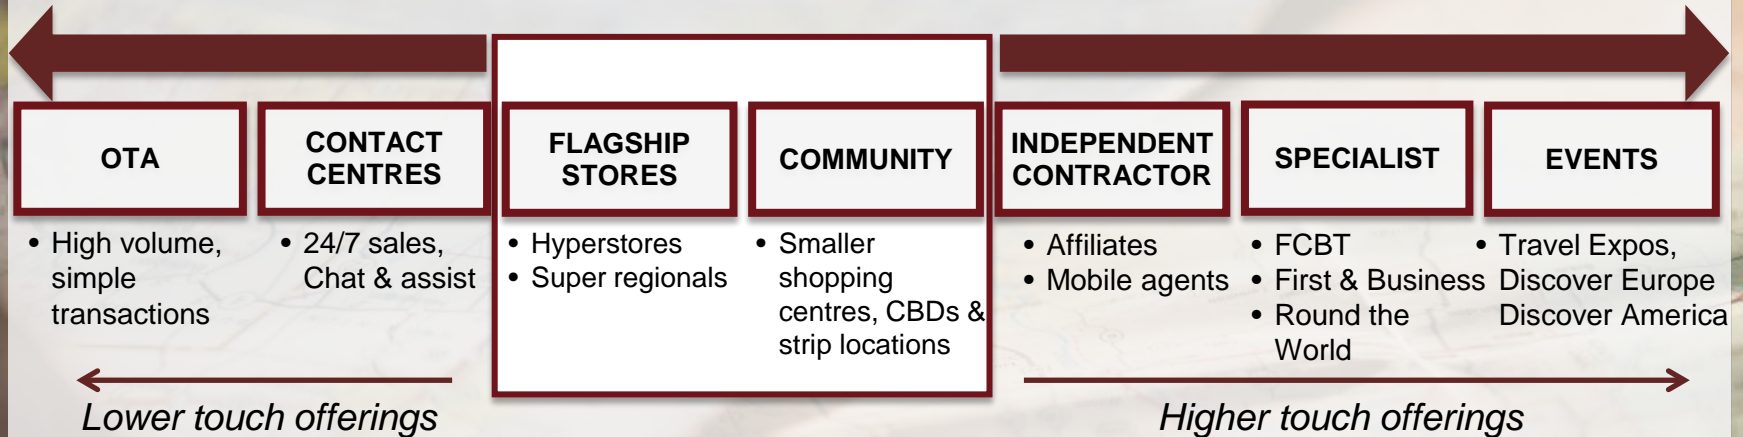 OTA
CONTACT
CENTRES
FLAGSHIP
STORES
COMMUNITY
INDEPENDENT
CONTRACTOR
SPECIALIST
EVENTS
• High volume,
simple
transactions
• 24/7 sales,
Chat & assist
• Hyperstores
• Super regionals
• Smaller
shopping
centres, CBDs &
strip locations
• Affiliates
• Mobile agents
• FCBT
• First & Business
• Round the
World
• Travel Expos,
Discover Europe
Discover America
Lower touch offerings
Higher touch offerings